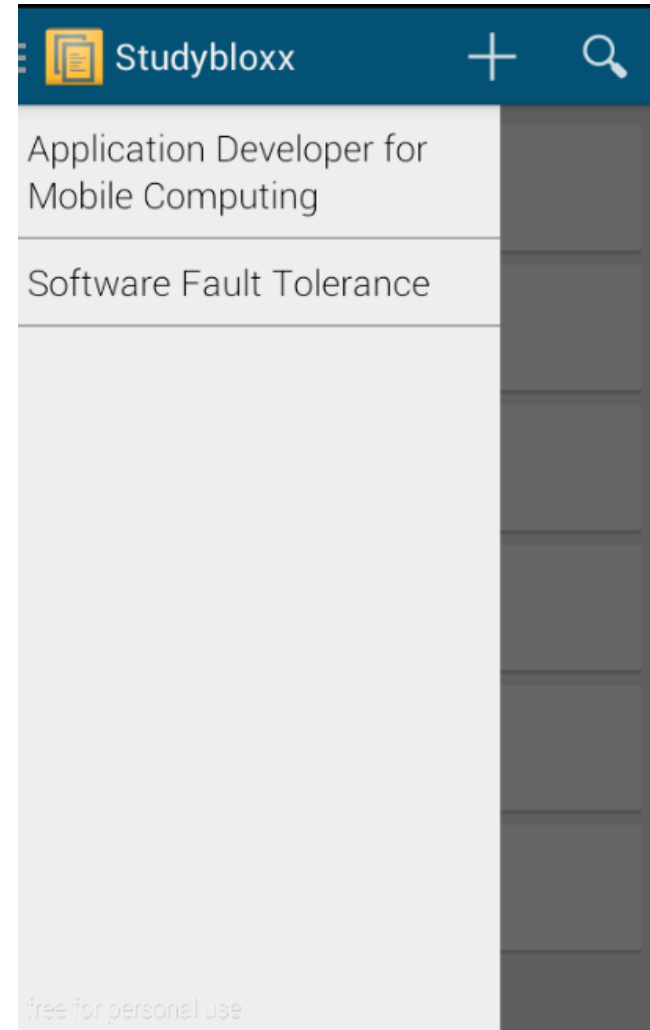 Studybloxx
Application Developer for
Mobile Computing
Software Fault Tolerance
free for personal use